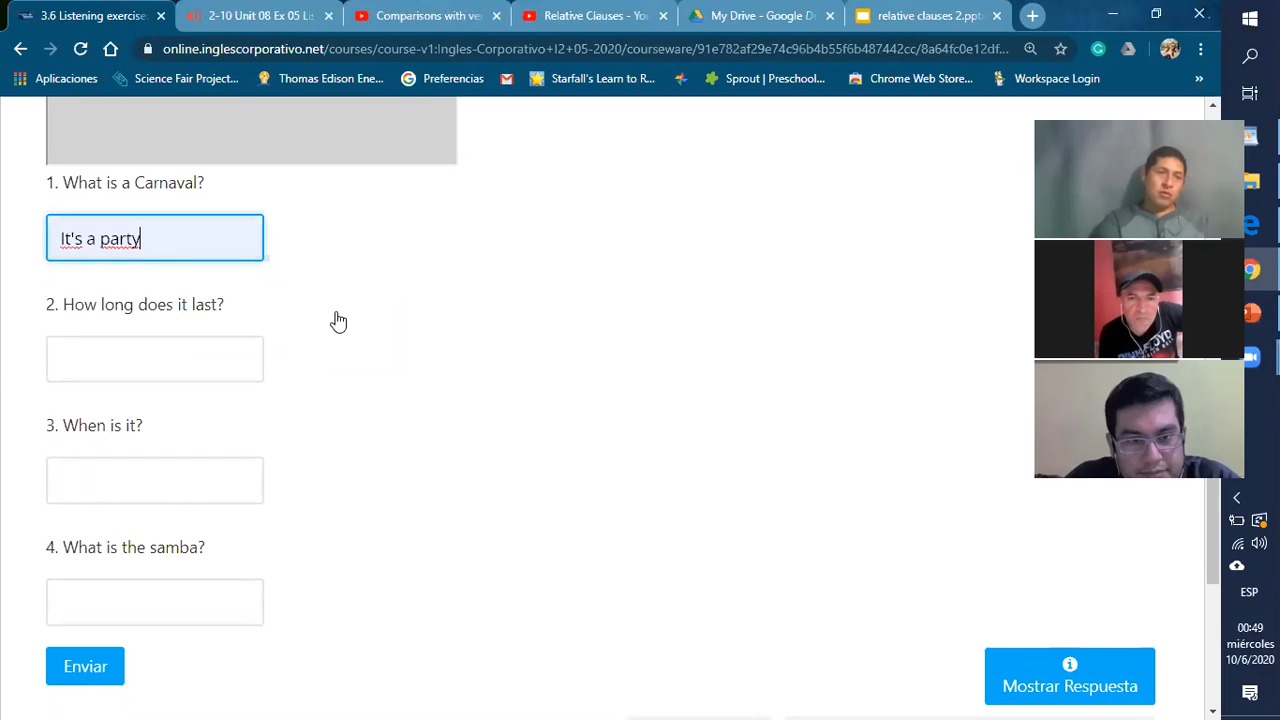 3.6 Listening exercise:
2-10 Unit 08 Ex 05 Lis
Comparisons with ver
Relative Clauses - You
My Drive - Google D
relative clauses 2.ppt
online.inglescorporativo.net/courses/course-v1:Ingles-Corporativo+I2+05-2020/courseware/91e782af29e74c96b4b55f6b487442cc/8a64fc0e12df...
Aplicaciones
Science Fair Project...
Thomas Edison Ene...
Preferencias
Starfall's Learn to R...
Sprout | Preschool...
Chrome Web Store...
Workspace Login
»
1. What is a Carnaval?
It's a party
2. How long does it last?
3. When is it?
4. What is the samba?
Enviar
Mostrar Respuesta
ESP
00:49
miércoles
10/6/2020